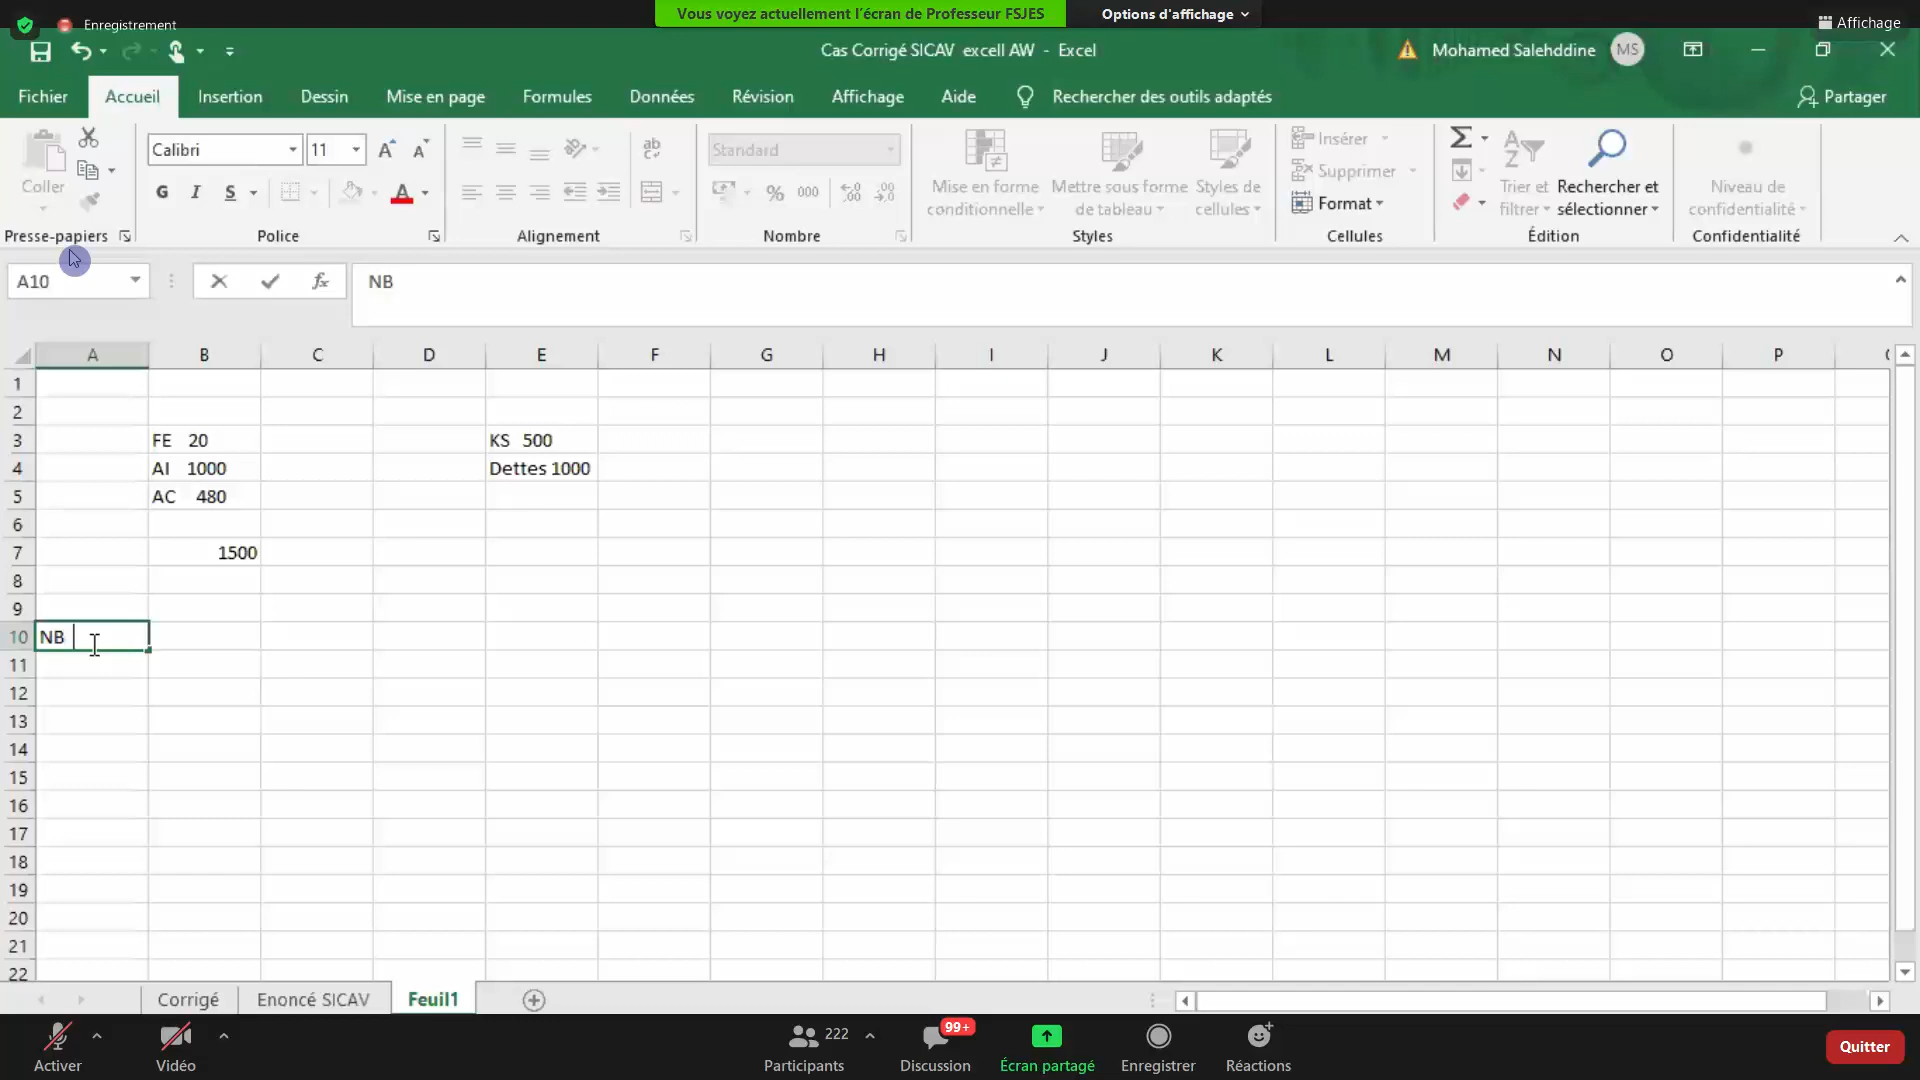 Enregistrement
Vous voyez actuellement l'écran de Professeur FSJES
Options d'affichage
Affichage
Cas Corrigé SICAV excell AW - Excel
Mohamed Salehddine
MS
Fichier Accueil Insertion Dessin Mise en page Formules Données Révision Affichage Aide Rechercher des outils adaptés Partager
Coller
Calibri 11
G I S
ab
Standard
% 000
Mise en forme conditionnelle
Mettre sous forme de tableau
Styles de cellules
Insérer
Supprimer
Format
Trier et filtrer
Rechercher et sélectionner
Niveau de confidentialité
Presse-papiers Police Alignement Nombre Styles Cellules Édition Confidentialité
A10 fx NB
A B C D E F G H I J K L M N O P
1
2
3 FE 20 KS 500
4 AI 1000 Dettes 1000
5 AC 480
6
7 1500
8
9
10 NB
11
12
13
14
15
16
17
18
19
20
21
22
Corrigé Enoncé SICAV Feuil1
Activer Vidéo Participants 222 Discussion 99+ Écran partagé Enregistrer Réactions Quitter